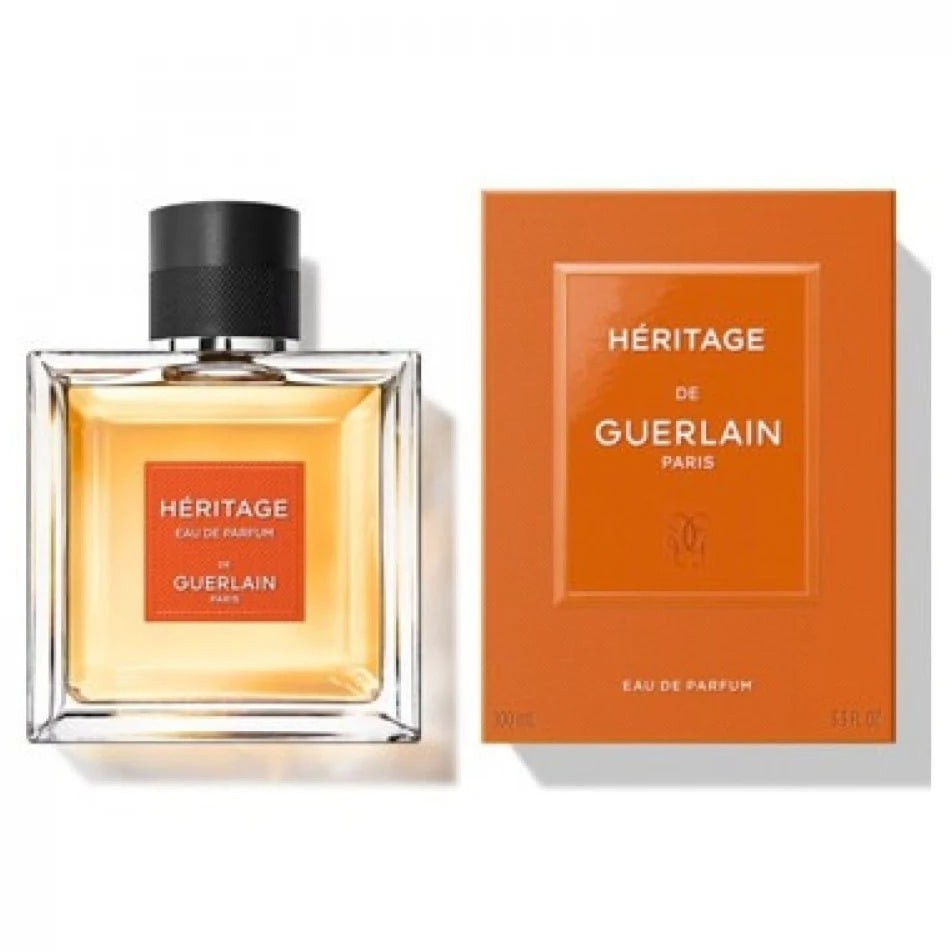 HÉRITAGE
EAU DE PARFUM
DE
GUERLAIN
PARIS
HÉRITAGE
DE
GUERLAIN
PARIS
EAU DE PARFUM
100 mL
3.3 FL. OZ